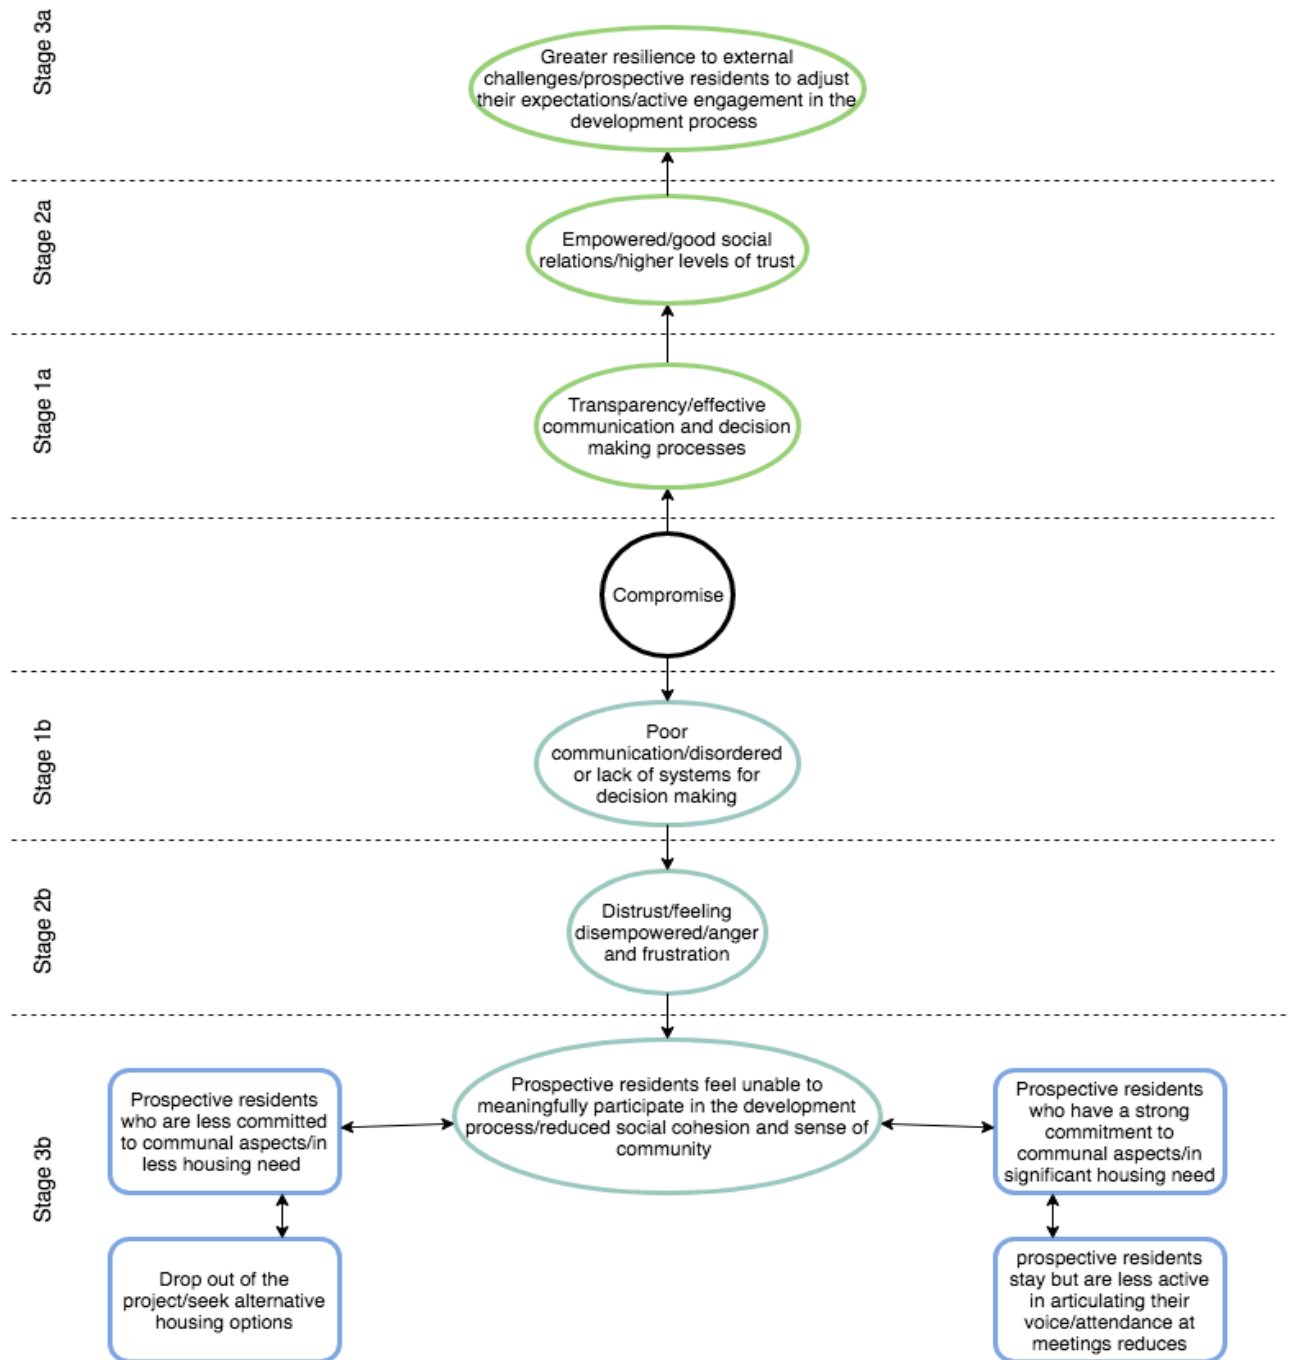 Stage 3a
Greater resilience to external
challenges/prospective residents to adjust
their expectations/active engagement in the
development process
Stage 2a
Empowered/good social
relations/higher levels of trust
Stage 1a
Transparency/effective
communication and decision
making processes
Compromise
Stage 1b
Poor
communication/disordered
or lack of systems for
decision making
Stage 2b
Distrust/feeling
disempowered/anger
and frustration
Stage 3b
Prospective residents
who are less committed
to communal aspects/in
less housing need
Prospective residents feel unable to
meaningfully participate in the development
process/reduced social cohesion and sense of
community
Prospective residents
who have a strong
commitment to
communal aspects/in
significant housing need
Drop out of the
project/seek alternative
housing options
prospective residents
stay but are less active
in articulating their
voice/attendance at
meetings reduces